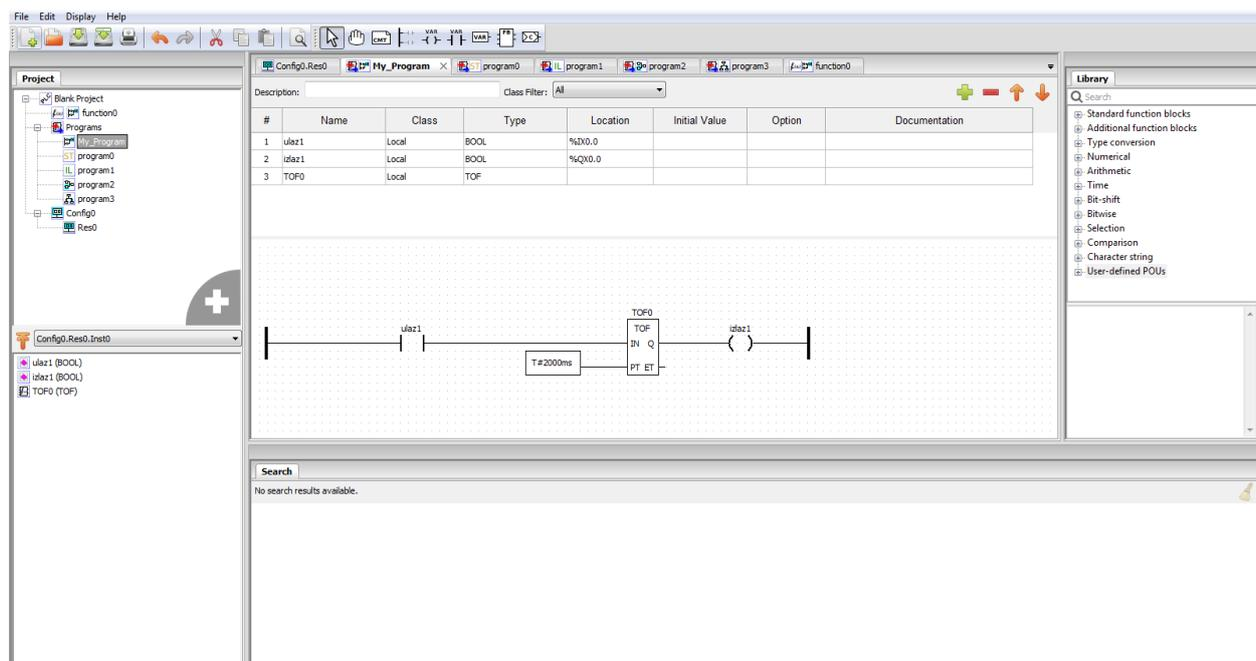 File Edit Display Help
Project
Blank Project
function0
Programs
My_Program
ST program0
IL program1
program2
program3
Config0
Res0
Config0.Res0.Inst0
ulaz1 (BOOL)
izlaz1 (BOOL)
TOF0 (TOF)
Config0.Res0 My_Program ST program0 IL program1 program2 program3 function0
Description: Class Filter: All
# Name Class Type Location Initial Value Option Documentation
1 ulaz1 Local BOOL %IX0.0
2 izlaz1 Local BOOL %QX0.0
3 TOF0 Local TOF
TOF0
ulaz1 TOF izlaz1
IN Q
T#2000ms
PT ET
Search
No search results available.
Library
Search
Standard function blocks
Additional function blocks
Type conversion
Numerical
Arithmetic
Time
Bit-shift
Bitwise
Selection
Comparison
Character string
User-defined POUs